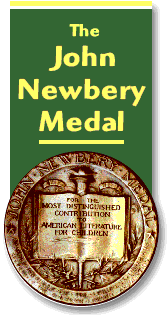 The
John
Newbery
Medal
JOHN NEWBERY MEDAL
FOR THE
MOST DISTINGUISHED
CONTRIBUTION
TO
AMERICAN LITERATURE
FOR CHILDREN